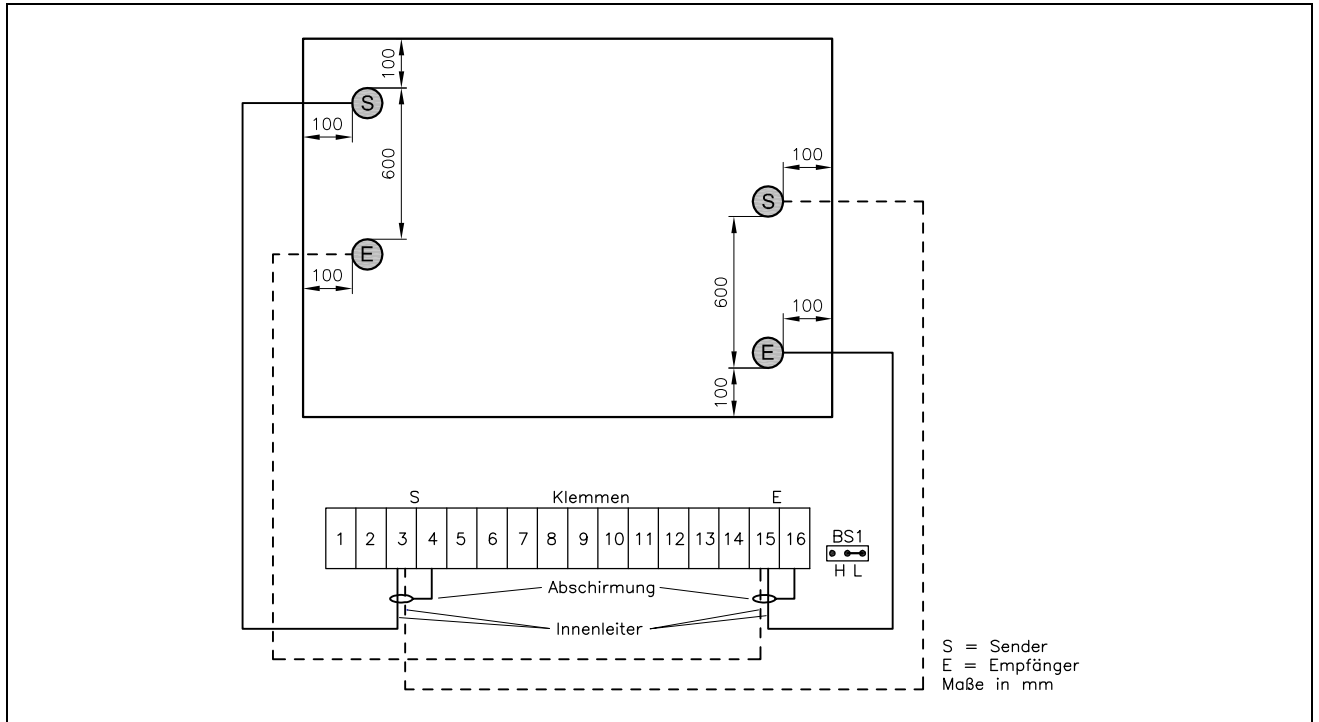 100
S
100
600
100
S
E
100
600
100
E
100
S Klemmen E
1 2 3 4 5 6 7 8 9 10 11 12 13 14 15 16
BS1
H L
Abschirmung
Innenleiter
S = Sender
E = Empfänger
Maße in mm